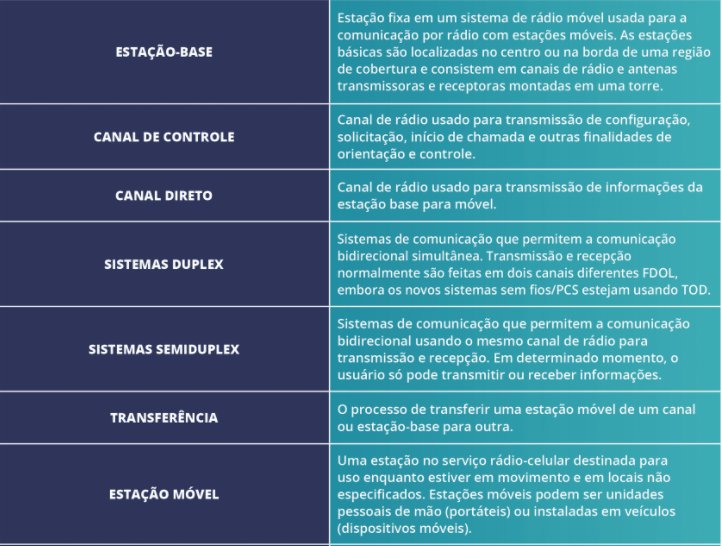 ESTAÇÃO-BASE
Estação fixa em um sistema de rádio móvel usada para a
comunicação por rádio com estações móveis. As estações
básicas são localizadas no centro ou na borda de uma região
de cobertura e consistem em canais de rádio e antenas
transmissoras e receptoras montadas em uma torre.
CANAL DE CONTROLE
Canal de rádio usado para transmissão de configuração,
solicitação, início de chamada e outras finalidades de
orientação e controle.
CANAL DIRETO
Canal de rádio usado para transmissão de informações da
estação base para móvel.
SISTEMAS DUPLEX
Sistemas de comunicação que permitem a comunicação
bidirecional simultânea. Transmissão e recepção
normalmente são feitas em dois canais diferentes FDOL,
embora os novos sistemas sem fios/PCS estejam usando TOD.
SISTEMAS SEMIDUPLEX
Sistemas de comunicação que permitem a comunicação
bidirecional usando o mesmo canal de rádio para
transmissão e recepção. Em determinado momento, o
usuário só pode transmitir ou receber informações.
TRANSFERÊNCIA
O processo de transferir uma estação móvel de um canal
ou estação-base para outra.
ESTAÇÃO MÓVEL
Uma estação no serviço rádio-celular destinada para
uso enquanto estiver em movimento e em locais não
especificados. Estações móveis podem ser unidades
pessoais de mão (portáteis) ou instaladas em veículos
(dispositivos móveis).